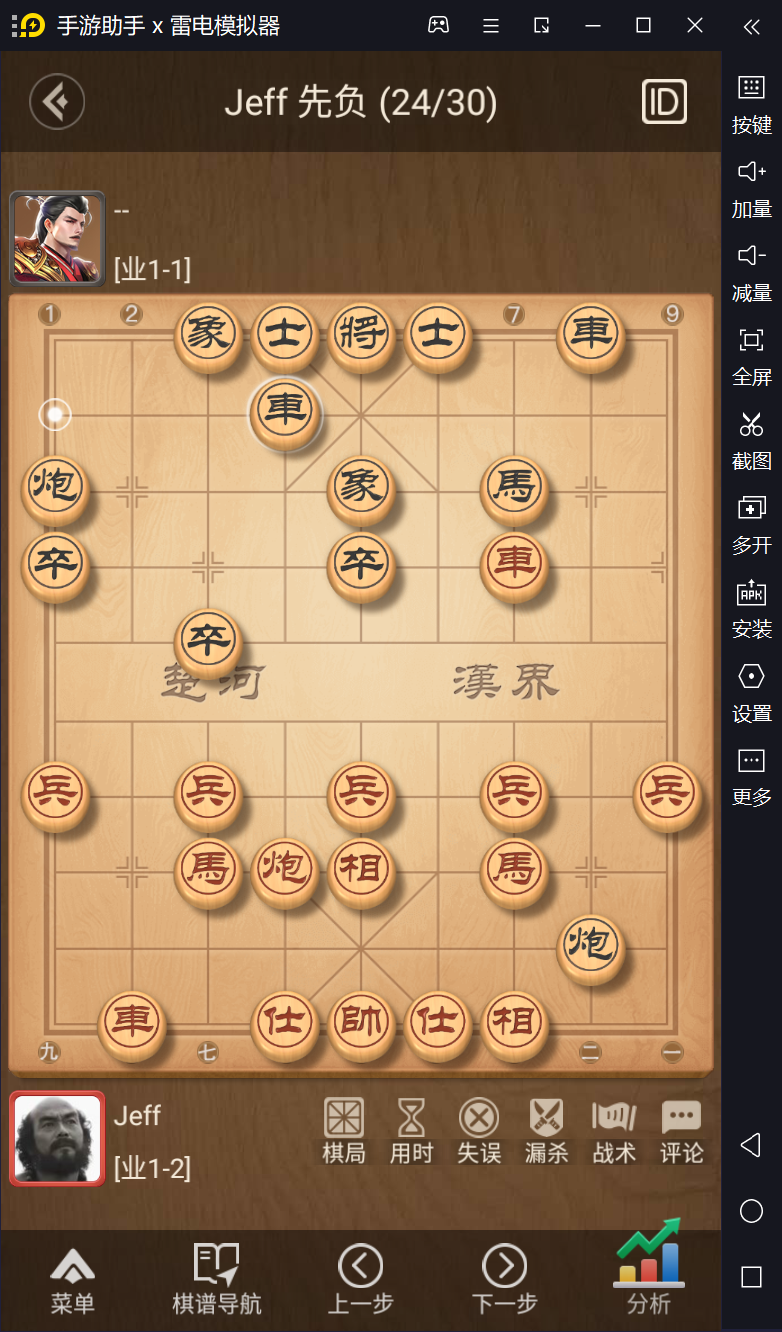 手游助手 x 雷电模拟器
Jeff 先负 (24/30)
ID
按键
加量
减量
全屏
截图
多开
APK
安装
设置
更多
--
[业1-1]
1 2 7 9
象 士 將 士 車
車
炮 象 馬
卒 卒 車
卒
楚河 漢界
兵 兵 兵 兵 兵
馬 炮 相 馬
炮
車 仕 帥 仕 相
九 七 二 一
Jeff
[业1-2]
棋局 用时 失误 漏杀 战术 评论
菜单 棋谱导航 上一步 下一步 分析